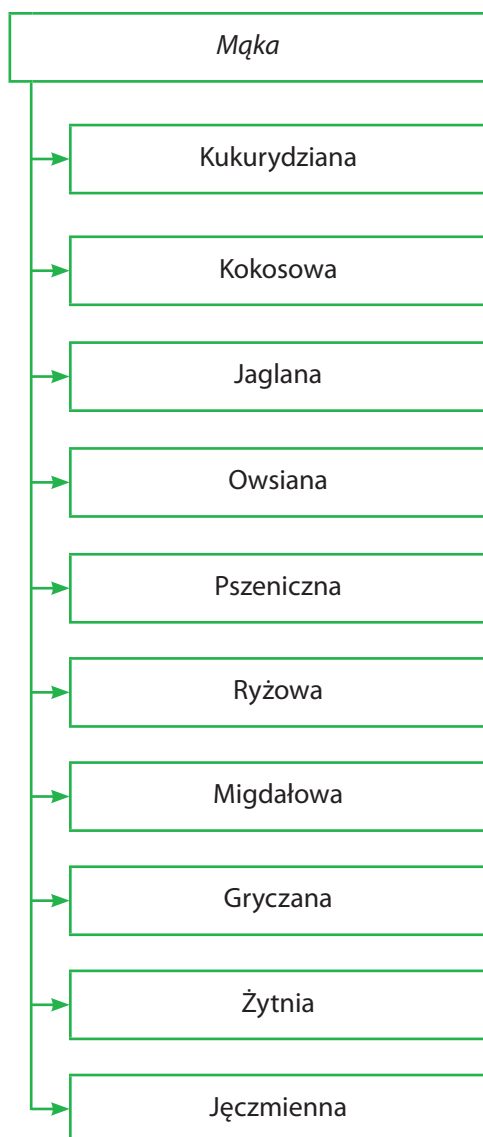 Mąka
Kukurydziana
Kokosowa
Jaglana
Owsiana
Pszeniczna
Ryżowa
Migdałowa
Gryczana
Żytnia
Jęczmienna